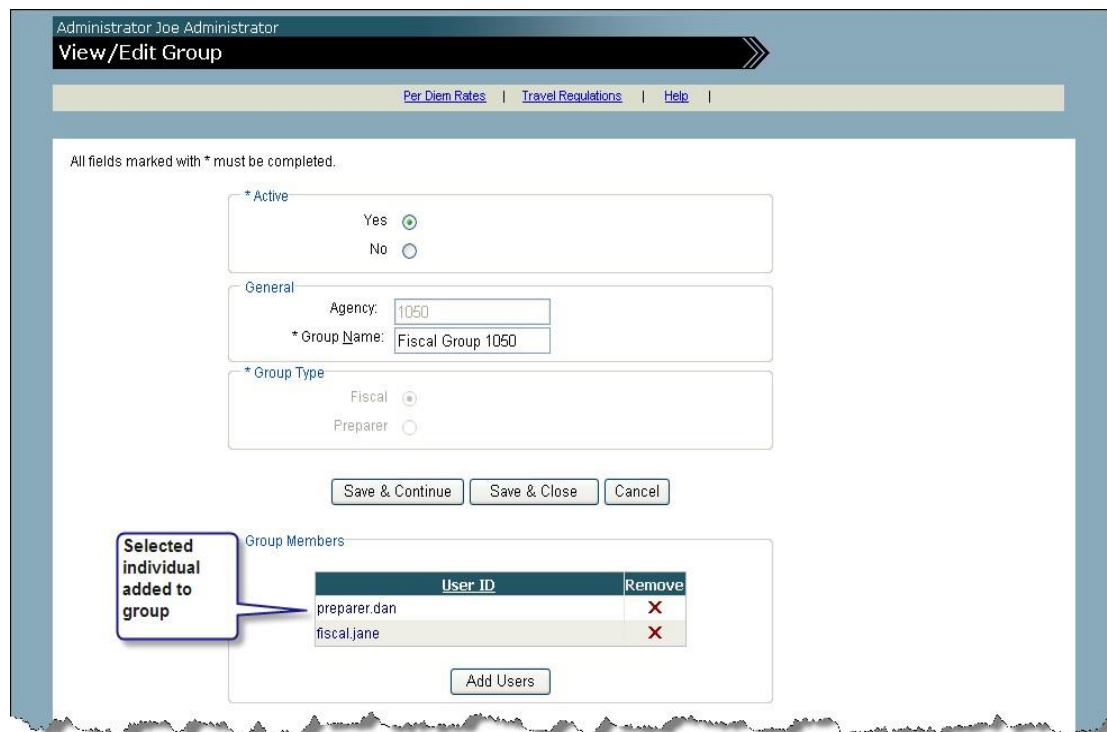 Administrator Joe Administrator
View/Edit Group
Per Diem Rates | Travel Regulations | Help |
All fields marked with * must be completed.
* Active
Yes
No
General
Agency: 1050
* Group Name: Fiscal Group 1050
* Group Type
Fiscal
Preparer
Save & Continue Save & Close Cancel
Selected
individual
added to
group
Group Members
User ID Remove
preparer.dan X
fiscal.jane X
Add Users